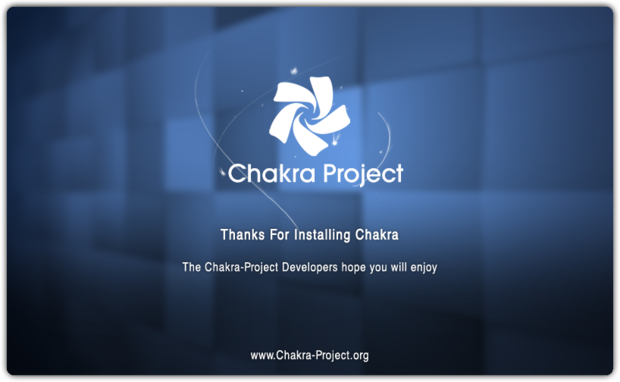 Chakra Project
Thanks For Installing Chakra
The Chakra-Project Developers hope you will enjoy
www.Chakra-Project.org